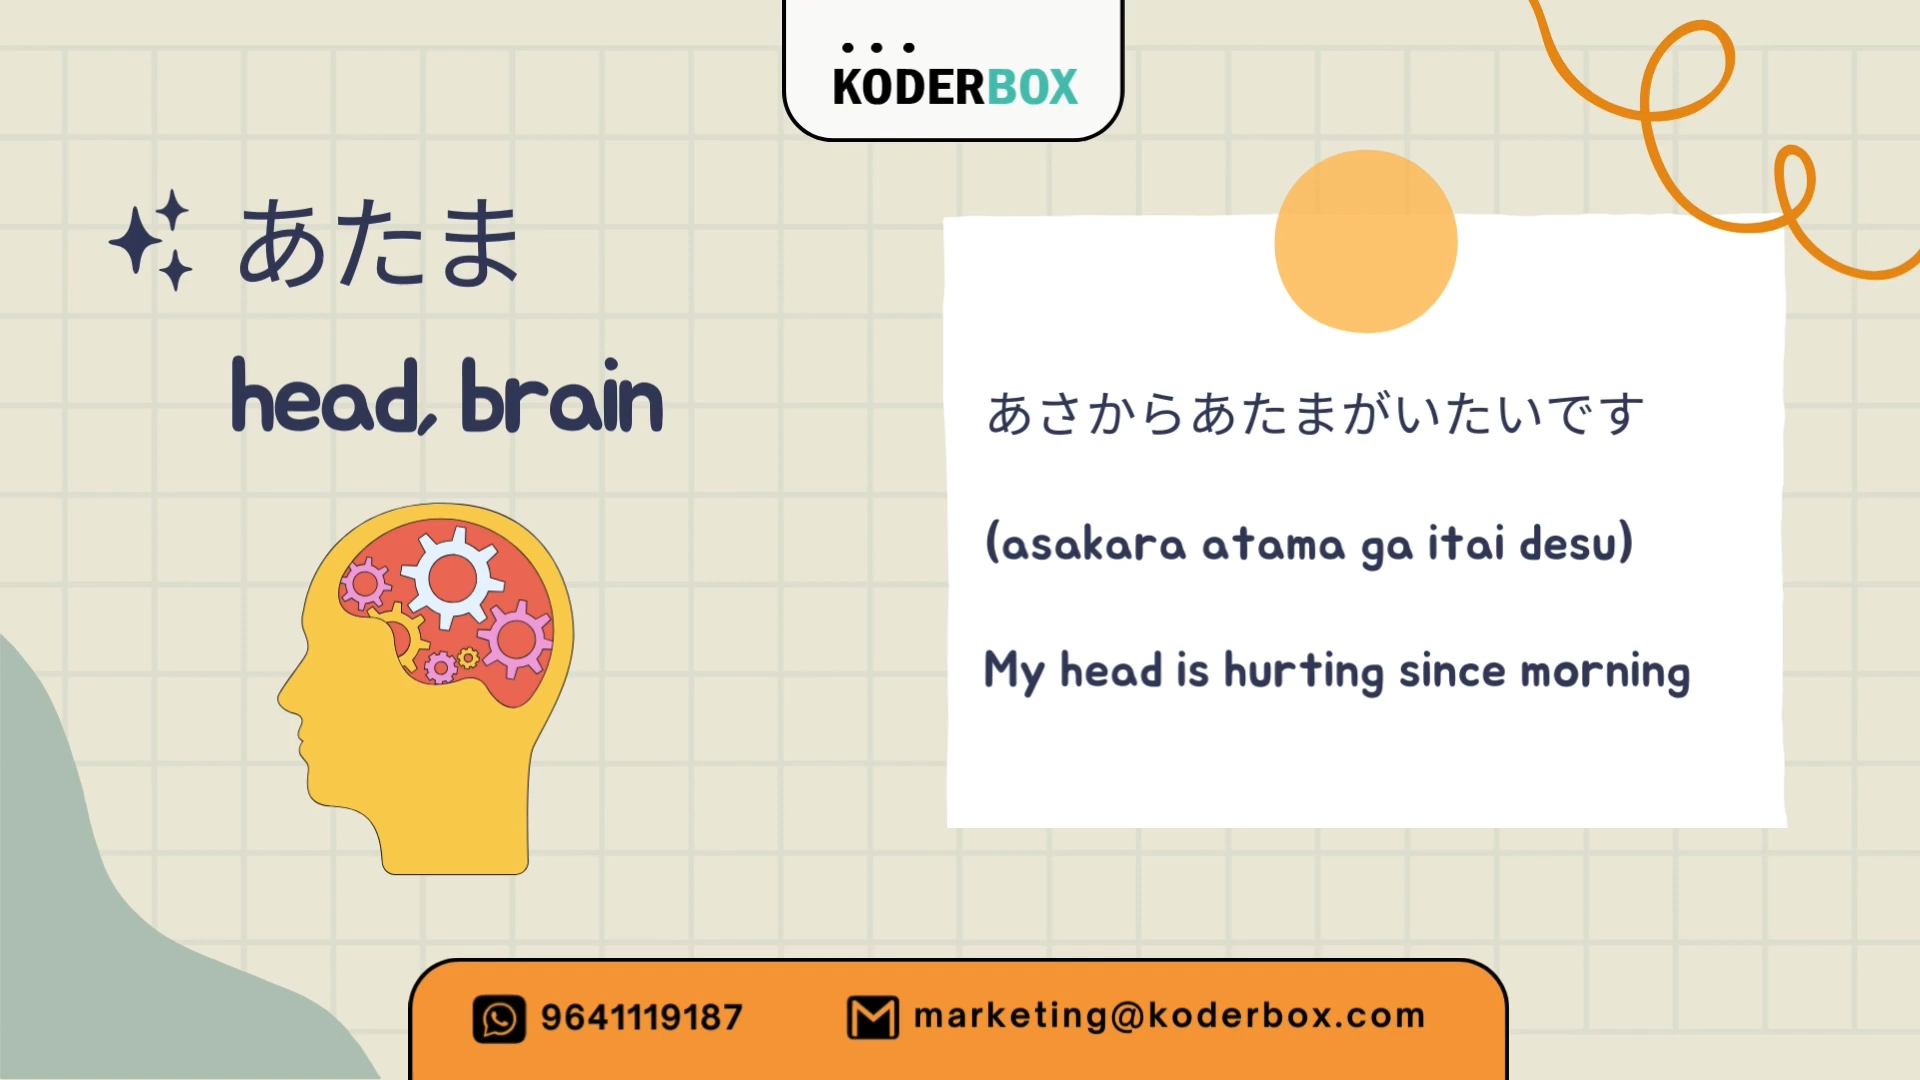 KODERBOX
あたま
head, brain
あさからあたまがいたいです
(asakara atama ga itai desu)
My head is hurting since morning
9641119187
marketing@koderbox.com